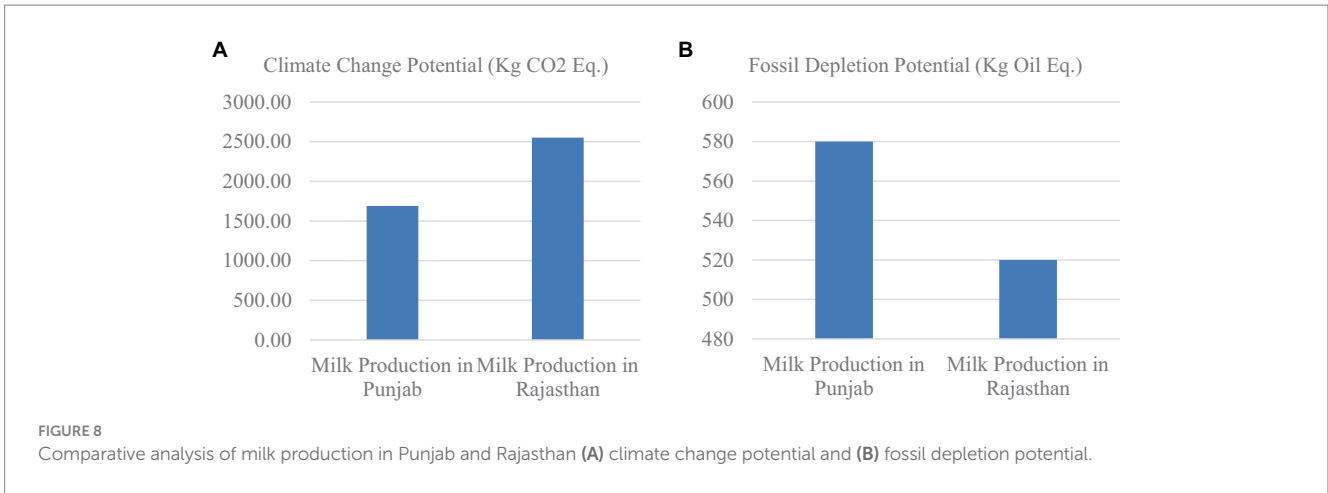 A
Climate Change Potential (Kg CO2 Eq.)
3000.00
2500.00
2000.00
1500.00
1000.00
500.00
0.00
Milk Production in
Punjab
Milk Production in
Rajasthan
B
Fossil Depletion Potential (Kg Oil Eq.)
600
580
560
540
520
500
480
Milk Production in
Punjab
Milk Production in
Rajasthan
FIGURE 8
Comparative analysis of milk production in Punjab and Rajasthan (A) climate change potential and (B) fossil depletion potential.